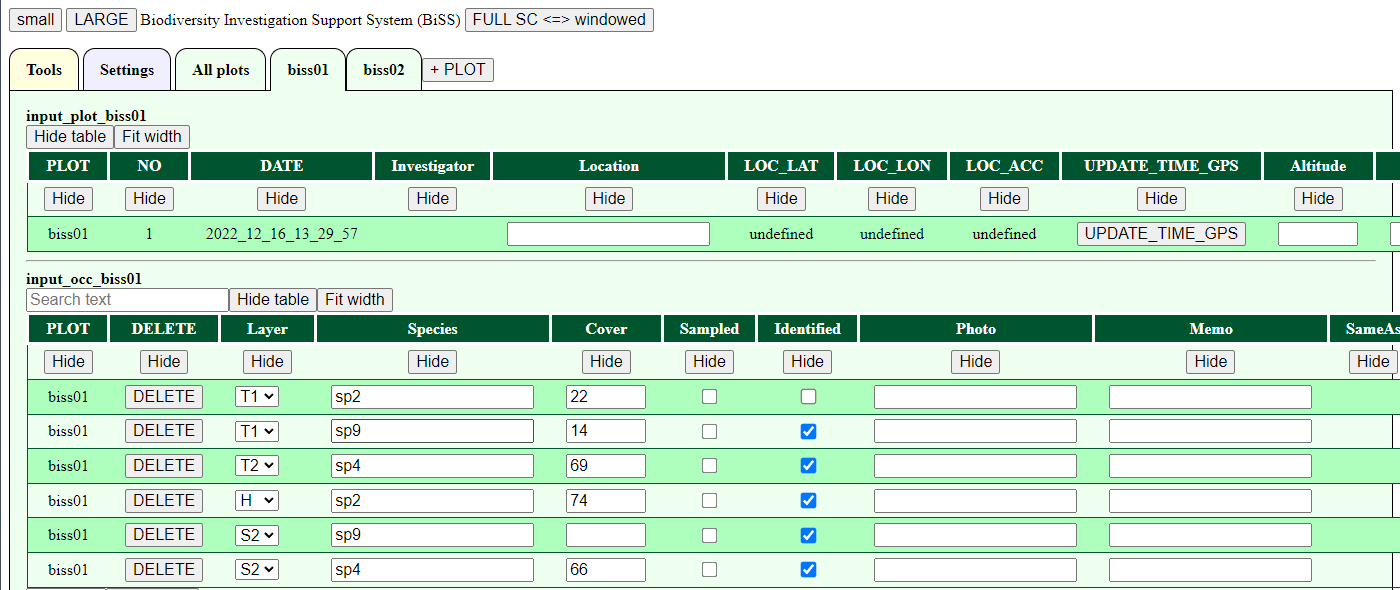 small LARGE Biodiversity Investigation Support System (BiSS) FULL SC <=> windowed
Tools Settings All plots biss01 biss02 + PLOT
input_plot_biss01
Hide table Fit width
PLOT NO DATE Investigator Location LOC_LAT LOC_LON LOC_ACC UPDATE_TIME_GPS Altitude
Hide Hide Hide Hide Hide Hide Hide Hide Hide Hide
biss01 1 2022_12_16_13_29_57 undefined undefined undefined UPDATE_TIME_GPS
input_occ_biss01
Search text Hide table Fit width
PLOT DELETE Layer Species Cover Sampled Identified Photo Memo SameAs
Hide Hide Hide Hide Hide Hide Hide Hide Hide Hide
biss01 DELETE T1 sp2 22
biss01 DELETE T1 sp9 14
biss01 DELETE T2 sp4 69
biss01 DELETE H sp2 74
biss01 DELETE S2 sp9
biss01 DELETE S2 sp4 66